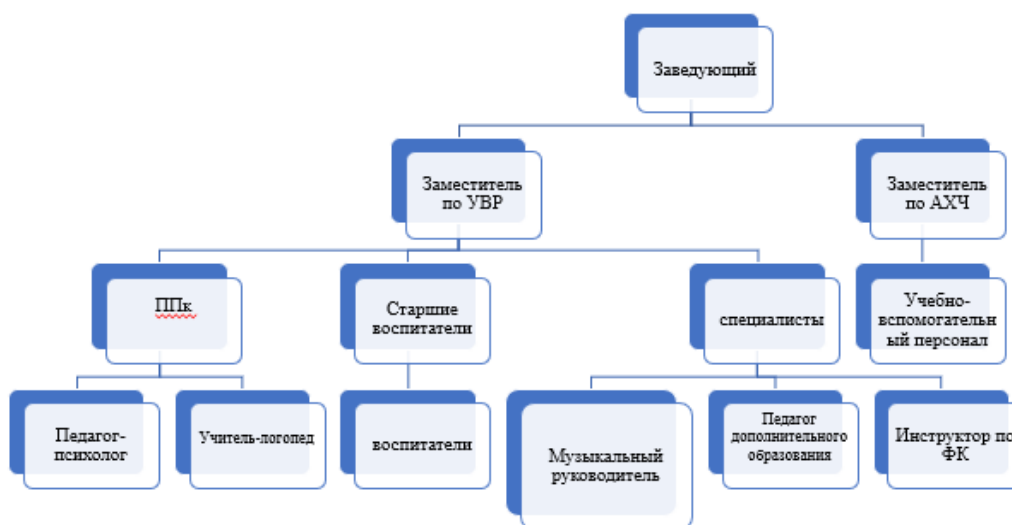 Заведующий
Заместитель
по УВР
Заместитель
по АХЧ
ППк
Старшие
воспитатели
специалисты
Учебно-
вспомогательн
ый персонал
Педагог-
психолог
Учитель-логопед
воспитатели
Музыкальный
руководитель
Педагог
дополнительного
образования
Инструктор по
ФК